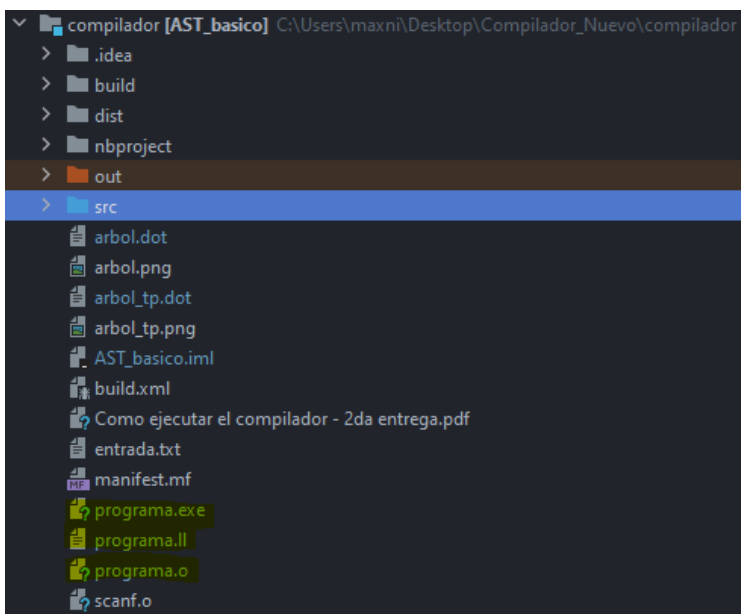 compilador [AST_basico] C:\Users\maxni\Desktop\Compilador_Nuevo\compilador
.idea
build
dist
nbproject
out
src
arbol.dot
arbol.png
arbol_tp.dot
arbol_tp.png
AST_basico.iml
build.xml
Como ejecutar el compilador - 2da entrega.pdf
entrada.txt
MF manifest.mf
programa.exe
programa.ll
programa.o
scanf.o